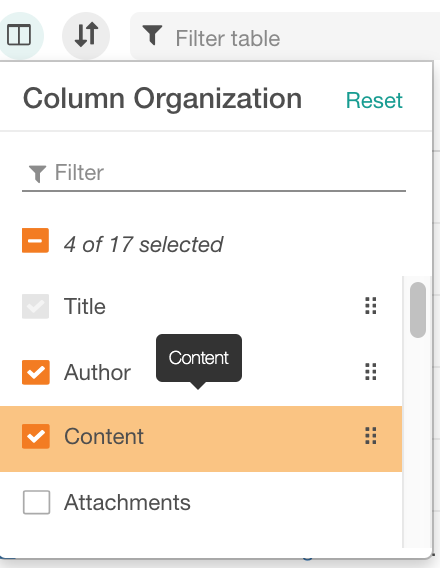 Filter table
Column Organization Reset
Filter
4 of 17 selected
Title
Content
Author
Content
Attachments